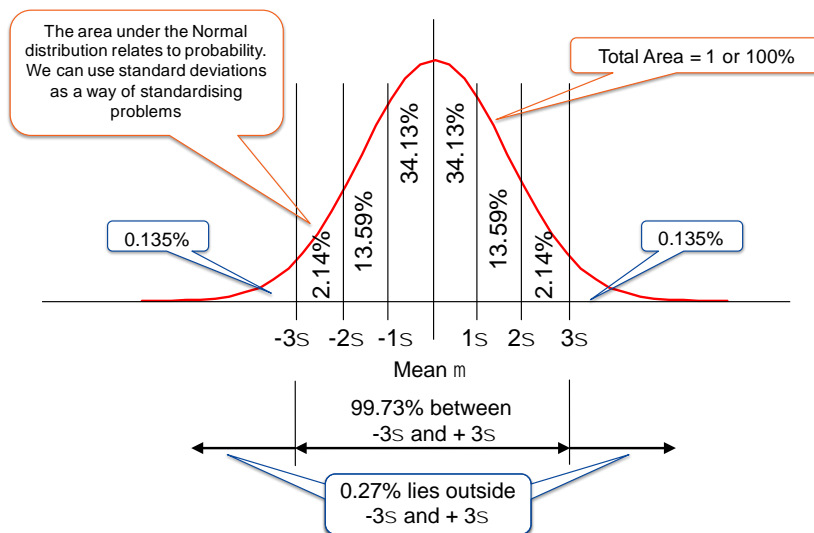 The area under the Normal
distribution relates to probability.
We can use standard deviations
as a way of standardising
problems
Total Area = 1 or 100%
34.13%
34.13%
13.59%
13.59%
2.14%
2.14%
0.135%
0.135%
-3s
-2s
-1s
1s
2s
3s
Mean m
99.73% between
-3s and + 3s
0.27% lies outside
-3s and + 3s